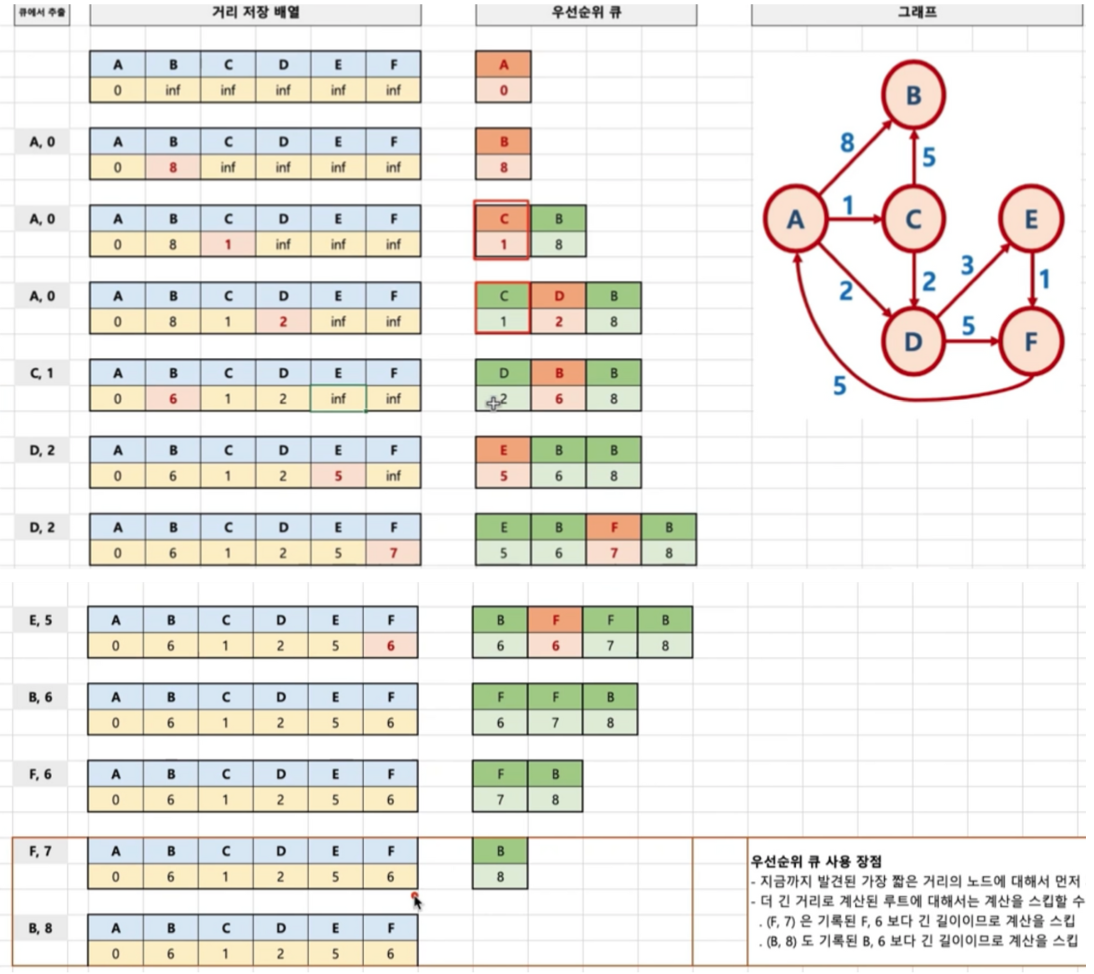 큐에서 추출 거리 저장 배열 우선순위 큐 그래프
A B C D E F A
0 inf inf inf inf inf 0
A, 0 A B C D E F B
0 8 inf inf inf inf 8
A, 0 A B C D E F C B
0 8 1 inf inf inf 1 8
A, 0 A B C D E F C D B
0 8 1 2 inf inf 1 2 8
C, 1 A B C D E F D B B
0 6 1 2 inf inf 2 6 8
D, 2 A B C D E F E B B
0 6 1 2 5 inf 5 6 8
D, 2 A B C D E F E B F B
0 6 1 2 5 7 5 6 7 8
B
8 5
A 1 C E
2 2 3 1
D 5 F
5
E, 5 A B C D E F B F F B
0 6 1 2 5 6 6 6 7 8
B, 6 A B C D E F F F B
0 6 1 2 5 6 6 7 8
F, 6 A B C D E F F B
0 6 1 2 5 6 7 8
F, 7 A B C D E F B
0 6 1 2 5 6 8
B, 8 A B C D E F
0 6 1 2 5 6
우선순위 큐 사용 장점
- 지금까지 발견된 가장 짧은 거리의 노드에 대해서 먼저
- 더 긴 거리로 계산된 루트에 대해서는 계산을 스킵할 수
. (F, 7) 은 기록된 F, 6 보다 긴 길이이므로 계산을 스킵
. (B, 8) 도 기록된 B, 6 보다 긴 길이이므로 계산을 스킵